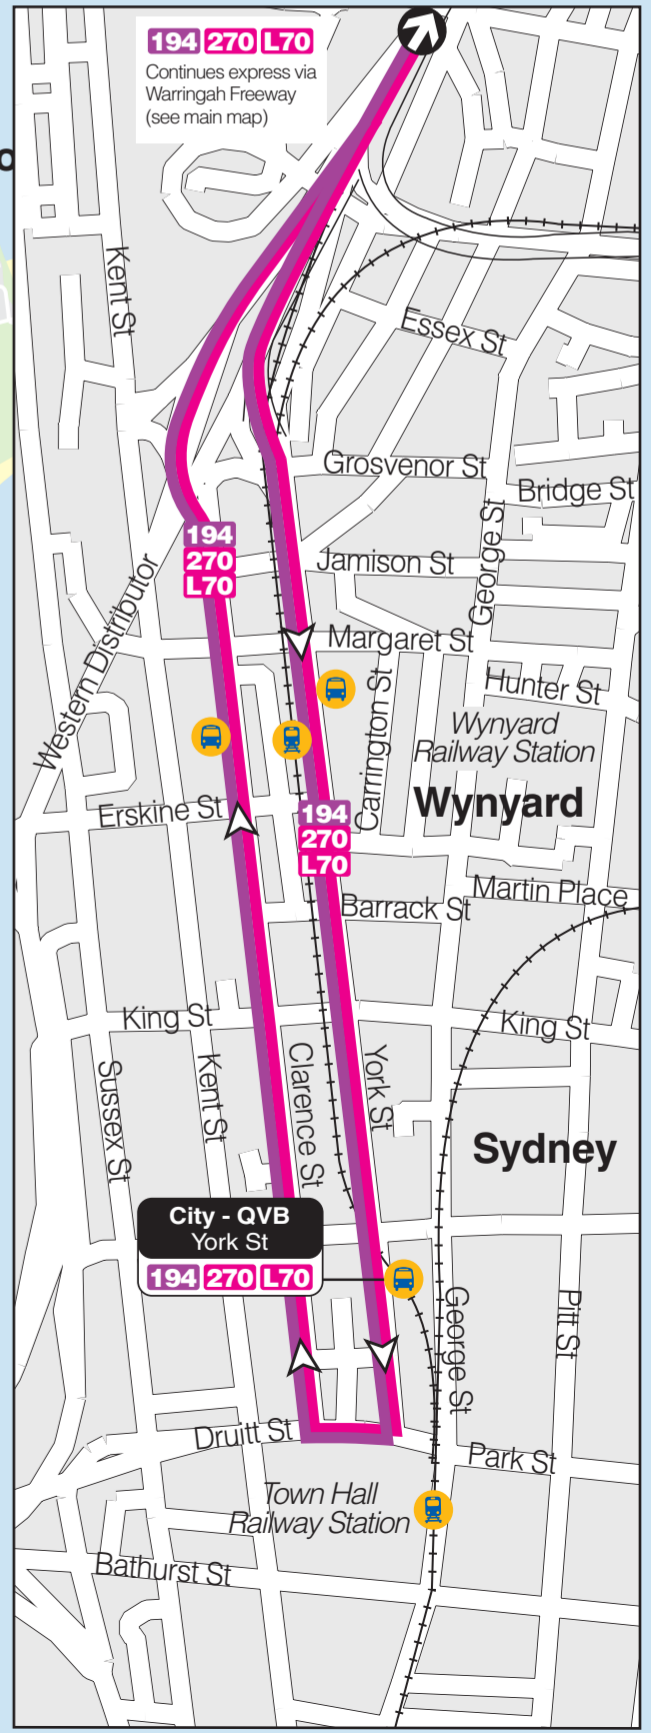 194 270 L70
Continues express via
Warringah Freeway
(see main map)
Kent St
Essex St
Grosvenor St
Bridge St
George St
194
270
L70
Jamison St
Western Distributor
Margaret St
Hunter St
Carrington St
Wynyard
Railway Station
Wynyard
Erskine St
194
270
L70
Martin Place
Barrack St
King St
King St
Sussex St
Kent St
Clarence St
York St
Sydney
City - QVB
York St
194 270 L70
George St
Pitt St
Druitt St
Park St
Town Hall
Railway Station
Bathurst St